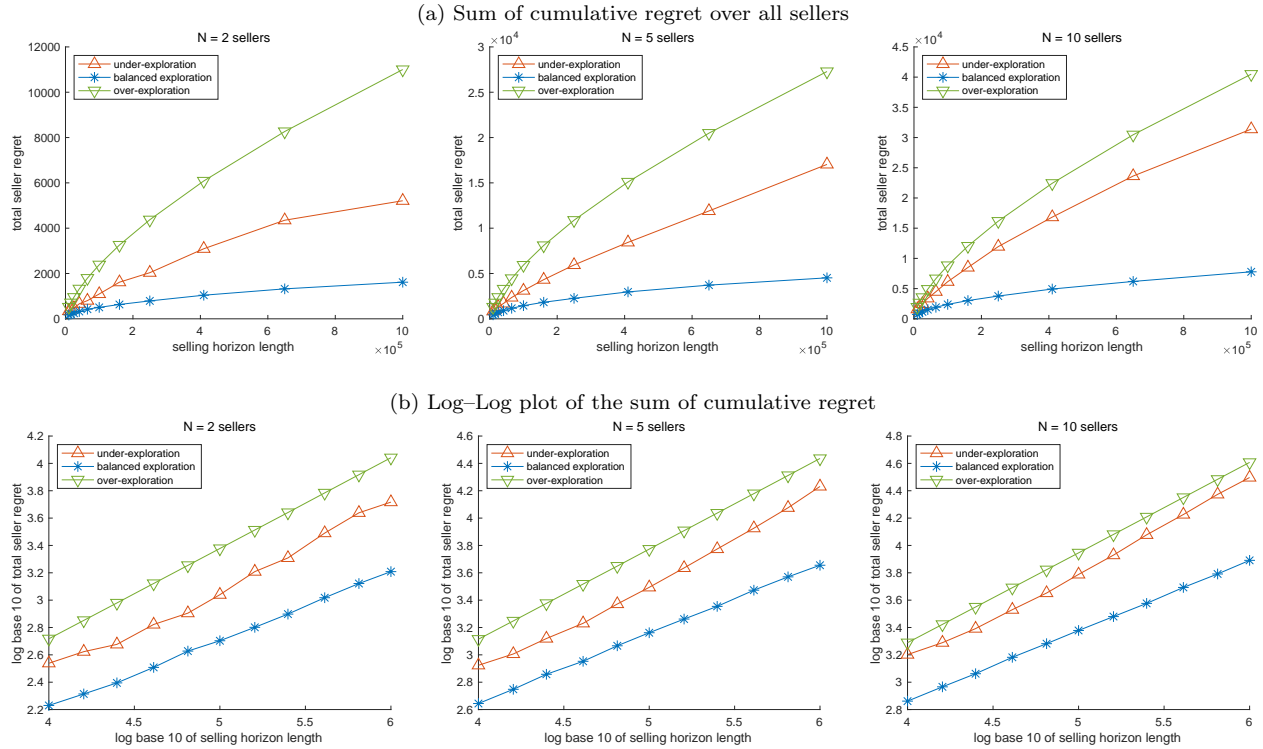 (a) Sum of cumulative regret over all sellers
N = 2 sellers
12000
10000
8000
6000
4000
2000
0
total seller regret
under-exploration
balanced exploration
over-exploration
0 2 4 6 8 10
selling horizon length
×10^5
N = 5 sellers
×10^4
3
2.5
2
1.5
1
0.5
0
total seller regret
under-exploration
balanced exploration
over-exploration
0 2 4 6 8 10
selling horizon length
×10^5
N = 10 sellers
×10^4
4.5
4
3.5
3
2.5
2
1.5
1
0.5
0
total seller regret
under-exploration
balanced exploration
over-exploration
0 2 4 6 8 10
selling horizon length
×10^5
(b) Log–Log plot of the sum of cumulative regret
N = 2 sellers
4.2
4
3.8
3.6
3.4
3.2
3
2.8
2.6
2.4
2.2
log base 10 of total seller regret
under-exploration
balanced exploration
over-exploration
4 4.5 5 5.5 6
log base 10 of selling horizon length
N = 5 sellers
4.6
4.4
4.2
4
3.8
3.6
3.4
3.2
3
2.8
2.6
log base 10 of total seller regret
under-exploration
balanced exploration
over-exploration
4 4.5 5 5.5 6
log base 10 of selling horizon length
N = 10 sellers
4.8
4.6
4.4
4.2
4
3.8
3.6
3.4
3.2
3
2.8
log base 10 of total seller regret
under-exploration
balanced exploration
over-exploration
4 4.5 5 5.5 6
log base 10 of selling horizon length